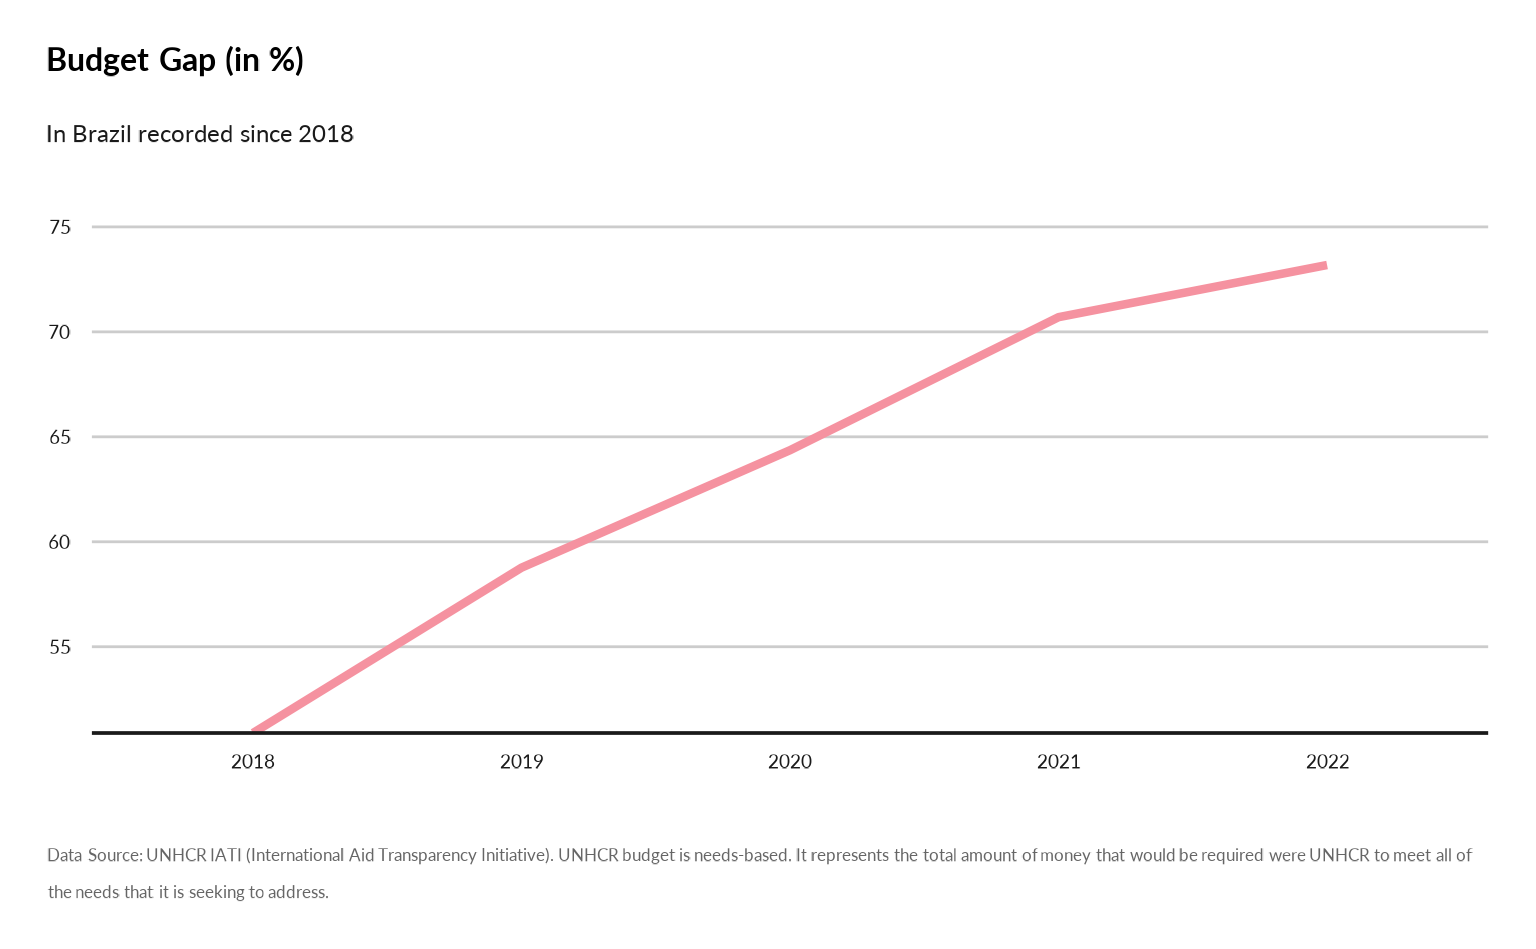 Budget Gap (in %)
In Brazil recorded since 2018
75
70
65
60
55
2018 2019 2020 2021 2022
Data Source: UNHCR IATI (International Aid Transparency Initiative). UNHCR budget is needs-based. It represents the total amount of money that would be required were UNHCR to meet all of
the needs that it is seeking to address.